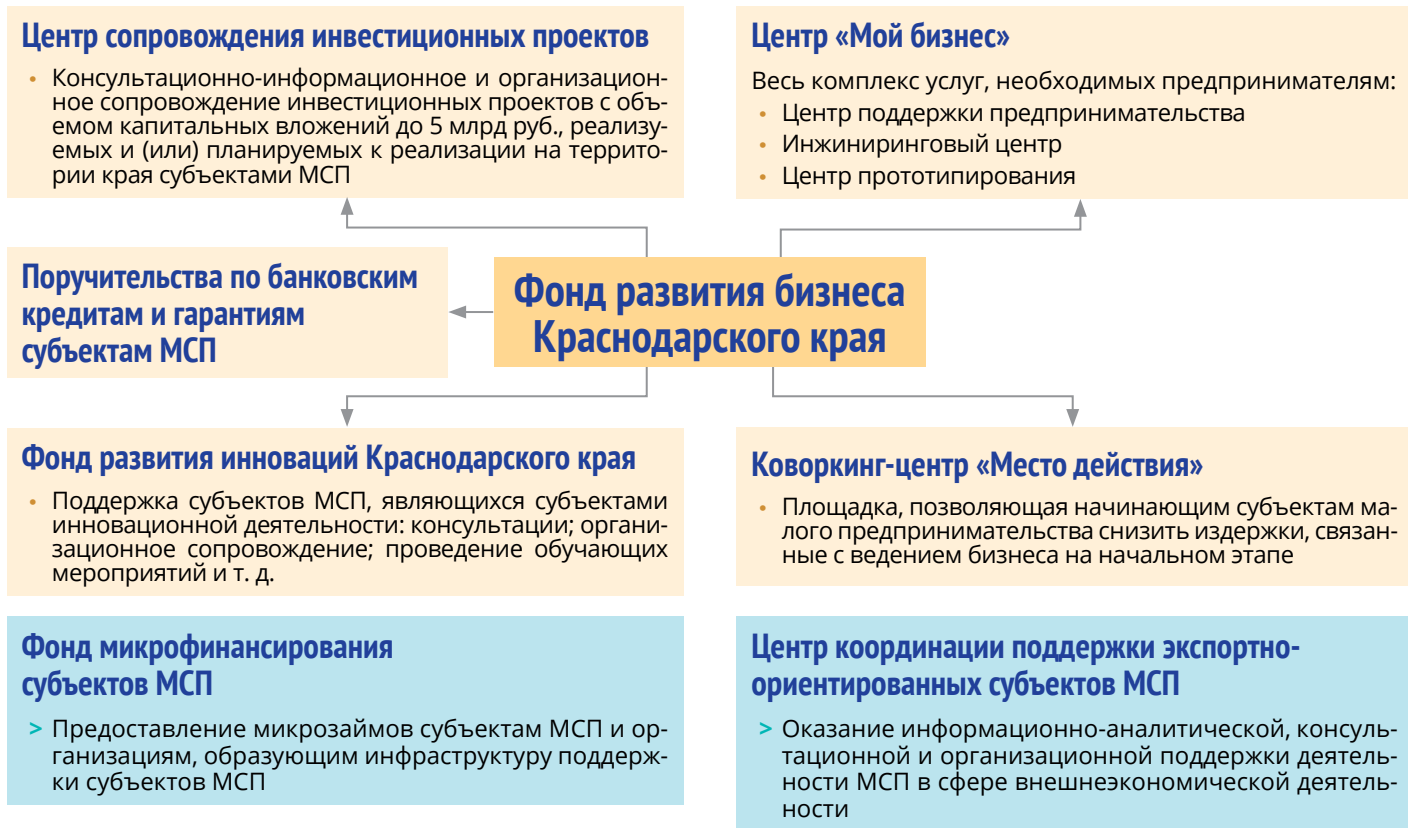 Центр сопровождения инвестиционных проектов
• Консультационно-информационное и организацион-
ное сопровождение инвестиционных проектов с объ-
емом капитальных вложений до 5 млрд руб., реализу-
емых и (или) планируемых к реализации на террито-
рии края субъектами МСП
Центр «Мой бизнес»
Весь комплекс услуг, необходимых предпринимателям:
• Центр поддержки предпринимательства
• Инжиниринговый центр
• Центр прототипирования
Поручительства по банковским
кредитам и гарантиям
субъектам МСП
Фонд развития бизнеса
Краснодарского края
Фонд развития инноваций Краснодарского края
• Поддержка субъектов МСП, являющихся субъектами
инновационной деятельности: консультации; органи-
зационное сопровождение; проведение обучающих
мероприятий и т. д.
Коворкинг-центр «Место действия»
• Площадка, позволяющая начинающим субъектам ма-
лого предпринимательства снизить издержки, связан-
ные с ведением бизнеса на начальном этапе
Фонд микрофинансирования
субъектов МСП
> Предоставление микрозаймов субъектам МСП и ор-
ганизациям, образующим инфраструктуру поддерж-
ки субъектов МСП
Центр координации поддержки экспортно-
ориентированных субъектов МСП
> Оказание информационно-аналитической, консуль-
тационной и организационной поддержки деятель-
ности МСП в сфере внешнеэкономической деятель-
ности